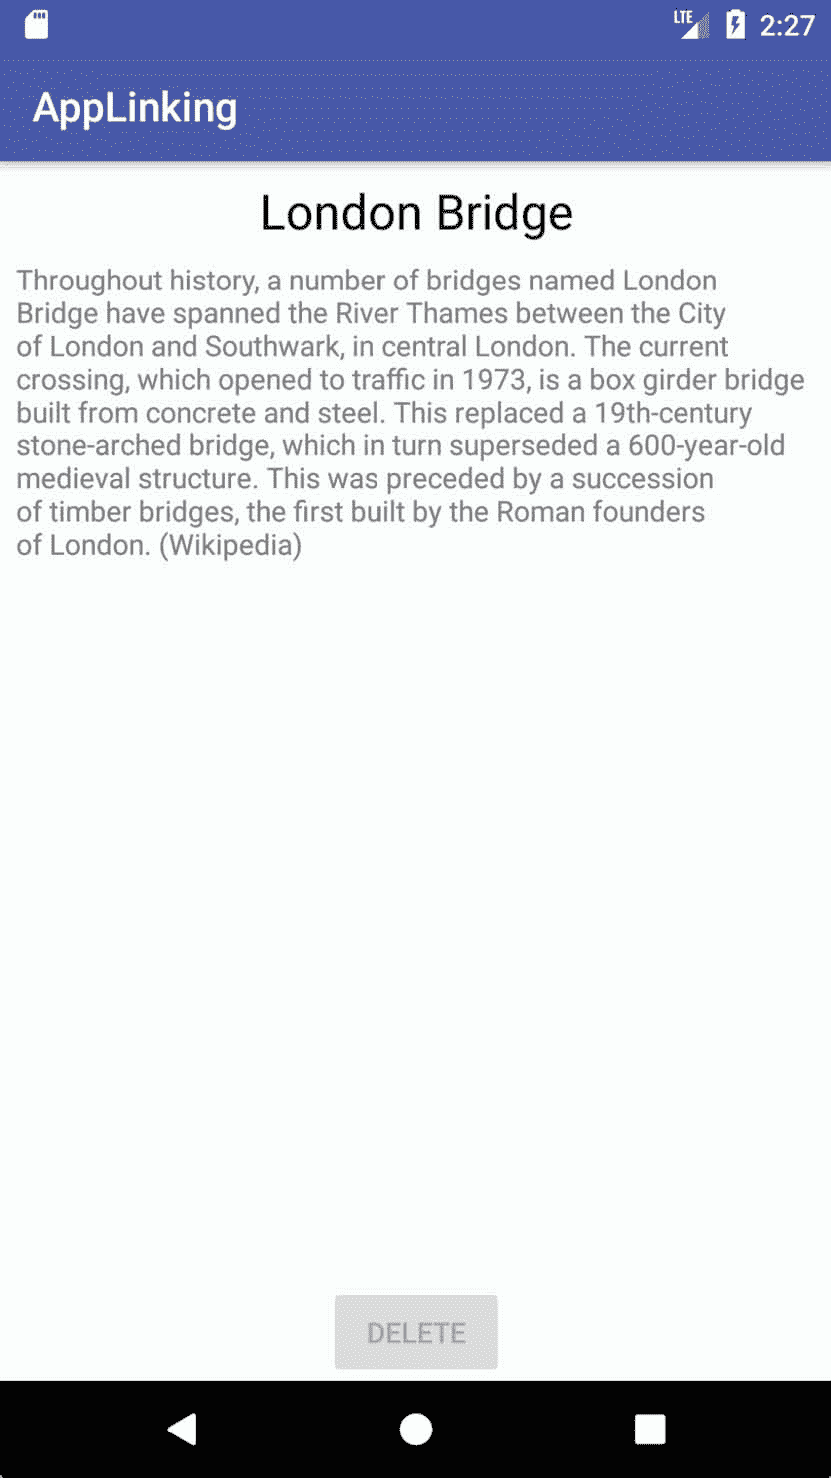 LTE 2:27
AppLinking
London Bridge
Throughout history, a number of bridges named London
Bridge have spanned the River Thames between the City
of London and Southwark, in central London. The current
crossing, which opened to traffic in 1973, is a box girder bridge
built from concrete and steel. This replaced a 19th-century
stone-arched bridge, which in turn superseded a 600-year-old
medieval structure. This was preceded by a succession
of timber bridges, the first built by the Roman founders
of London. (Wikipedia)
DELETE